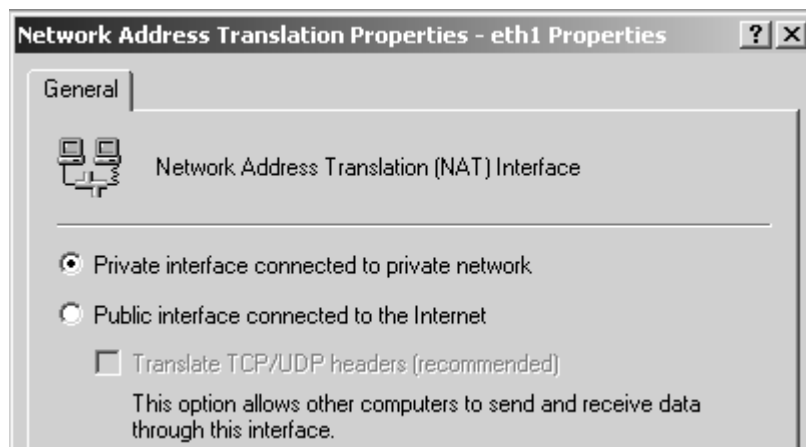 Network Address Translation Properties - eth1 Properties
General
Network Address Translation (NAT) Interface
Private interface connected to private network
Public interface connected to the Internet
Translate TCP/UDP headers (recommended)
This option allows other computers to send and receive data
through this interface.